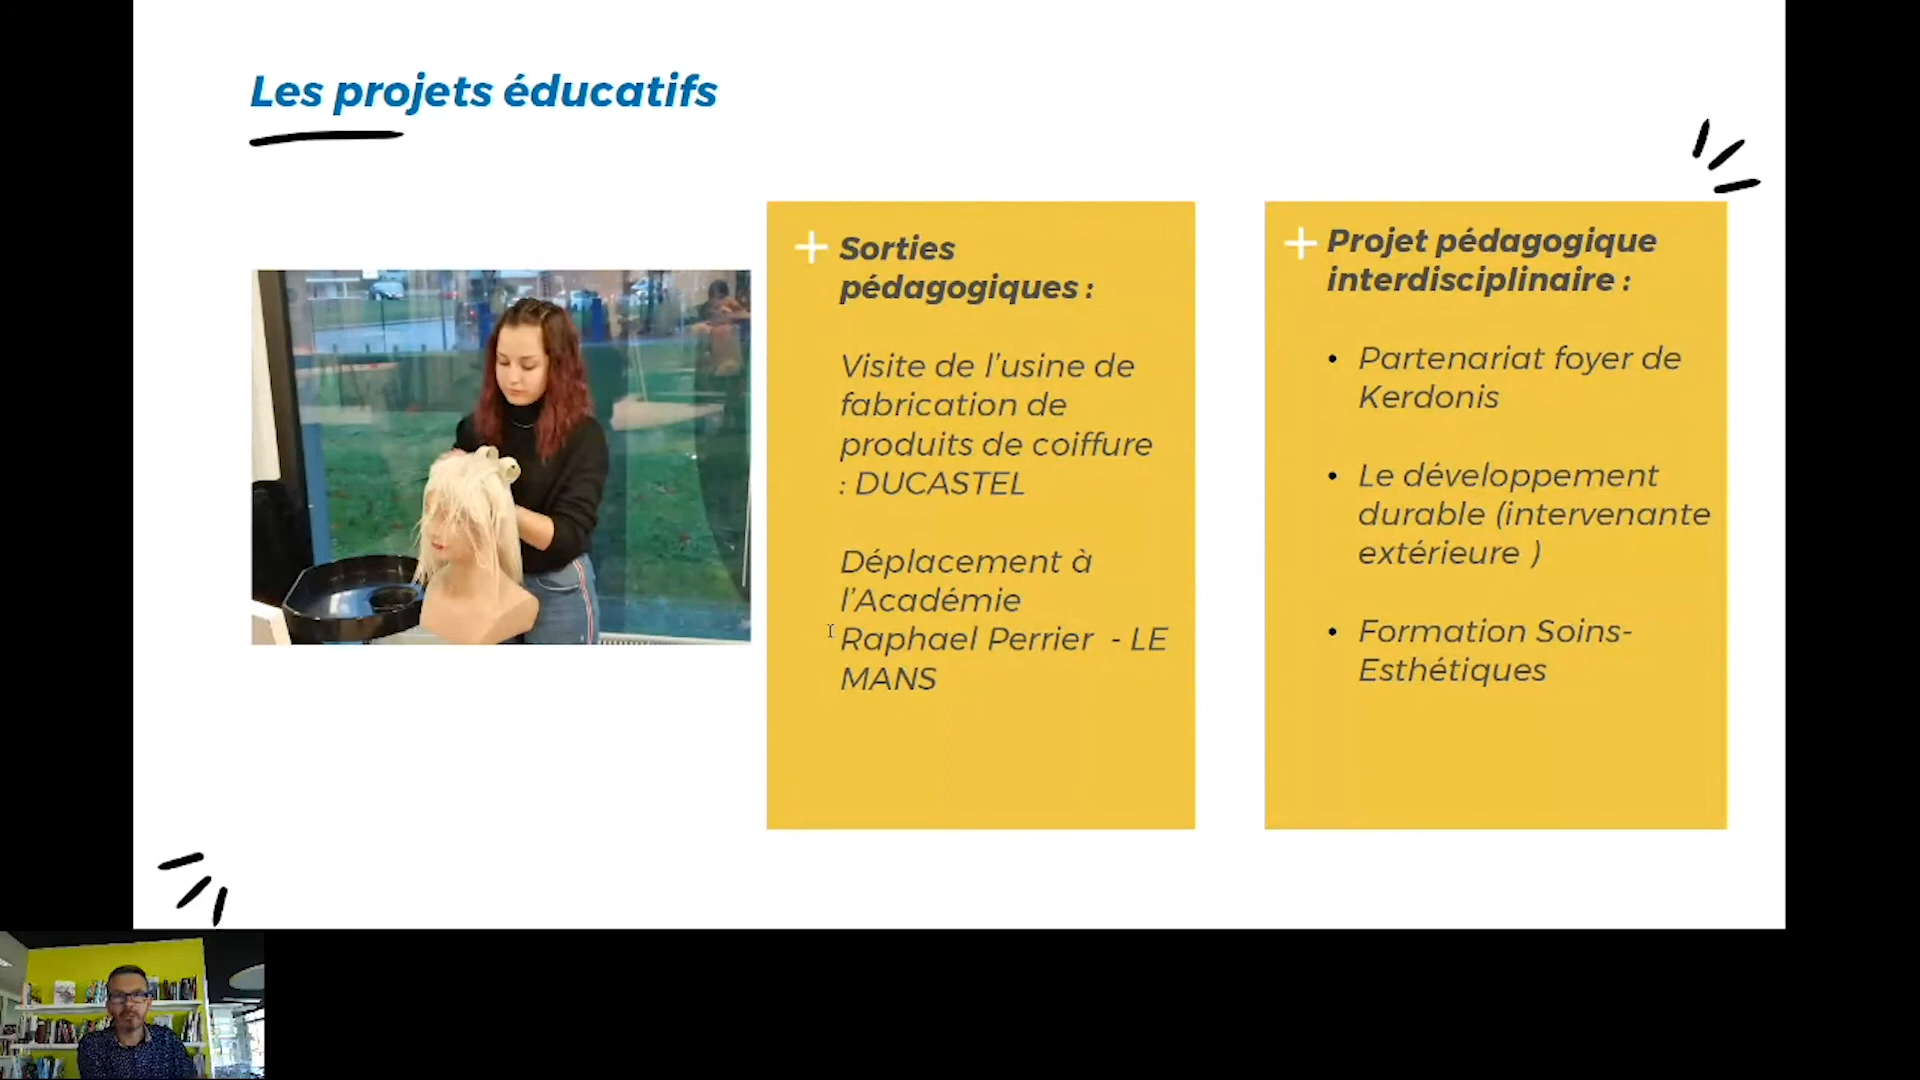 Les projets éducatifs
Sorties
pédagogiques :
Visite de l'usine de
fabrication de
produits de coiffure
: DUCASTEL
Déplacement à
l'Académie
Raphael Perrier - LE
MANS
Projet pédagogique
interdisciplinaire :
• Partenariat foyer de
Kerdonis
• Le développement
durable (intervenante
extérieure )
• Formation Soins-
Esthétiques